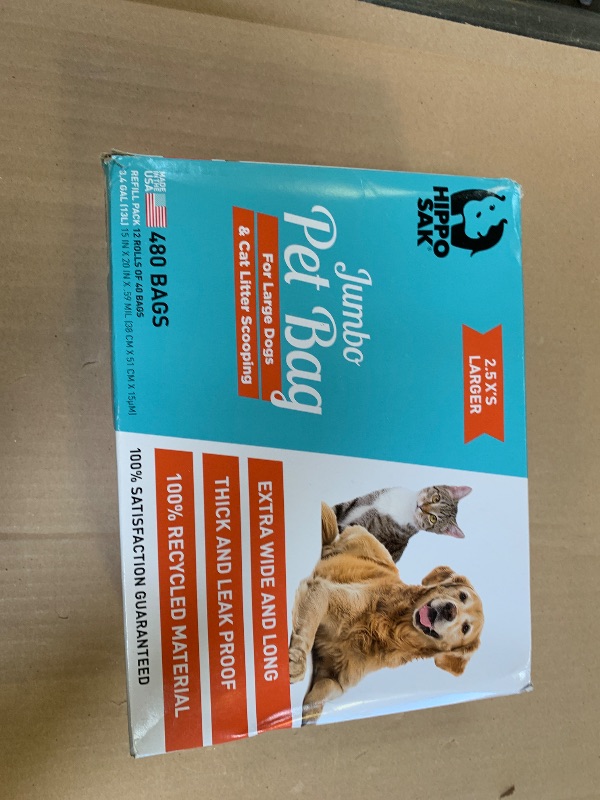 HIPPO
SAK®
2.5 X'S
LARGER
Jumbo
Pet Bag
For Large Dogs
& Cat Litter Scooping
MADE
IN THE
USA
480 BAGS
REFILL PACK 12 ROLLS OF 40 BAGS
3.4 GAL (13L) 15 IN X 20 IN X .59 MIL (38 CM X 51 CM X 15µM)
EXTRA WIDE AND LONG
THICK AND LEAK PROOF
100% RECYCLED MATERIAL
100% SATISFACTION GUARANTEED